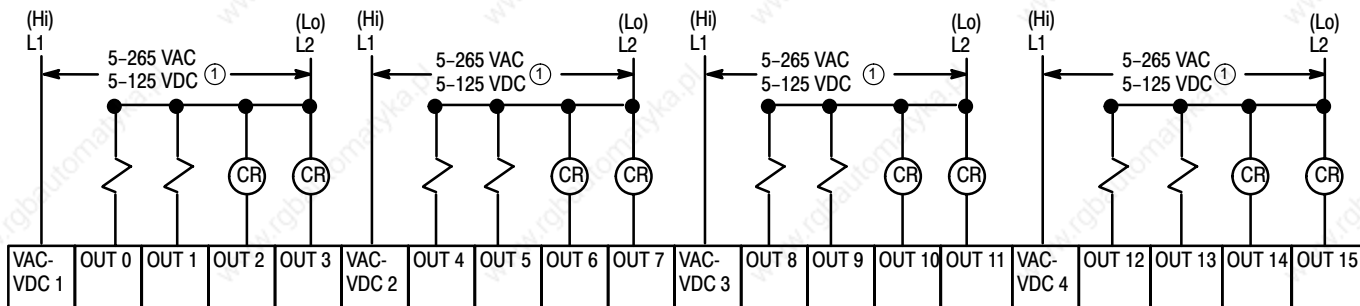 (Hi) (Lo) (Hi) (Lo) (Hi) (Lo) (Hi) (Lo)
L1 L2 L1 L2 L1 L2 L1 L2
5–265 VAC 5–265 VAC 5–265 VAC 5–265 VAC
5–125 VDC ① 5–125 VDC ① 5–125 VDC ① 5–125 VDC ①
CR CR CR CR CR CR CR CR
VAC- OUT 0 OUT 1 OUT 2 OUT 3 VAC- OUT 4 OUT 5 OUT 6 OUT 7 VAC- OUT 8 OUT 9 OUT 10 OUT 11 VAC- OUT 12 OUT 13 OUT 14 OUT 15
VDC 1 VDC 2 VDC 3 VDC 4
www.rgbautomatyka.pl